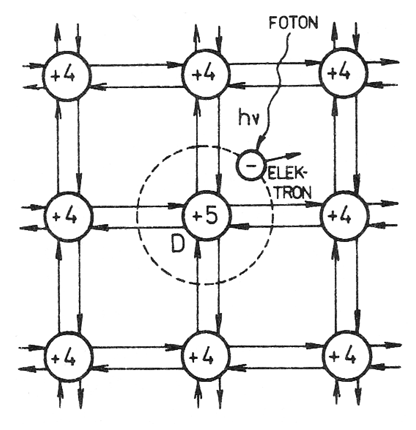 FOTON
+4 +4 +4
hν
−
ELEK-
TRON
+4 +5 +4
D
+4 +4 +4